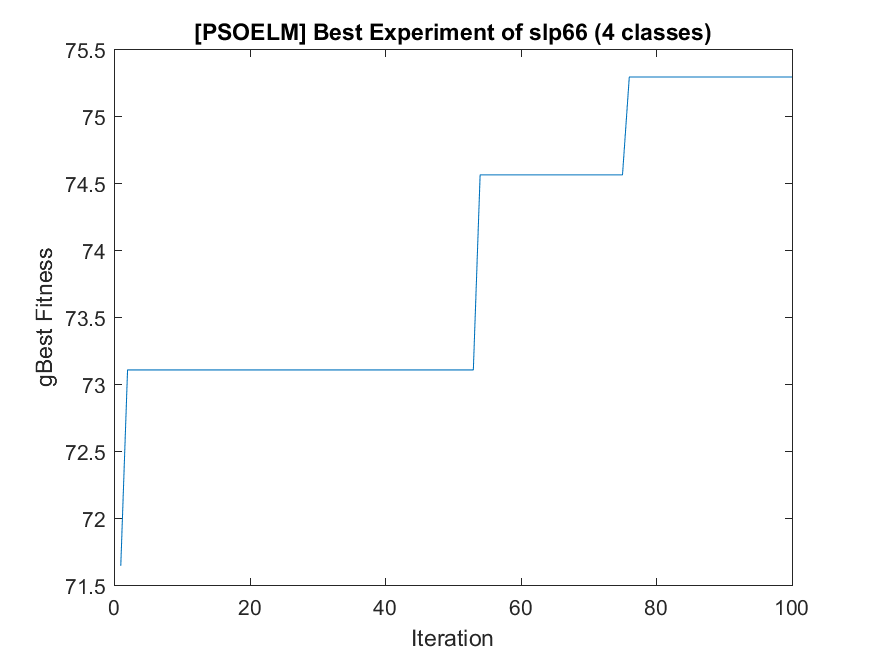 [PSOELM] Best Experiment of slp66 (4 classes)
75.5
75
74.5
74
73.5
73
72.5
72
71.5
gBest Fitness
0 20 40 60 80 100
Iteration